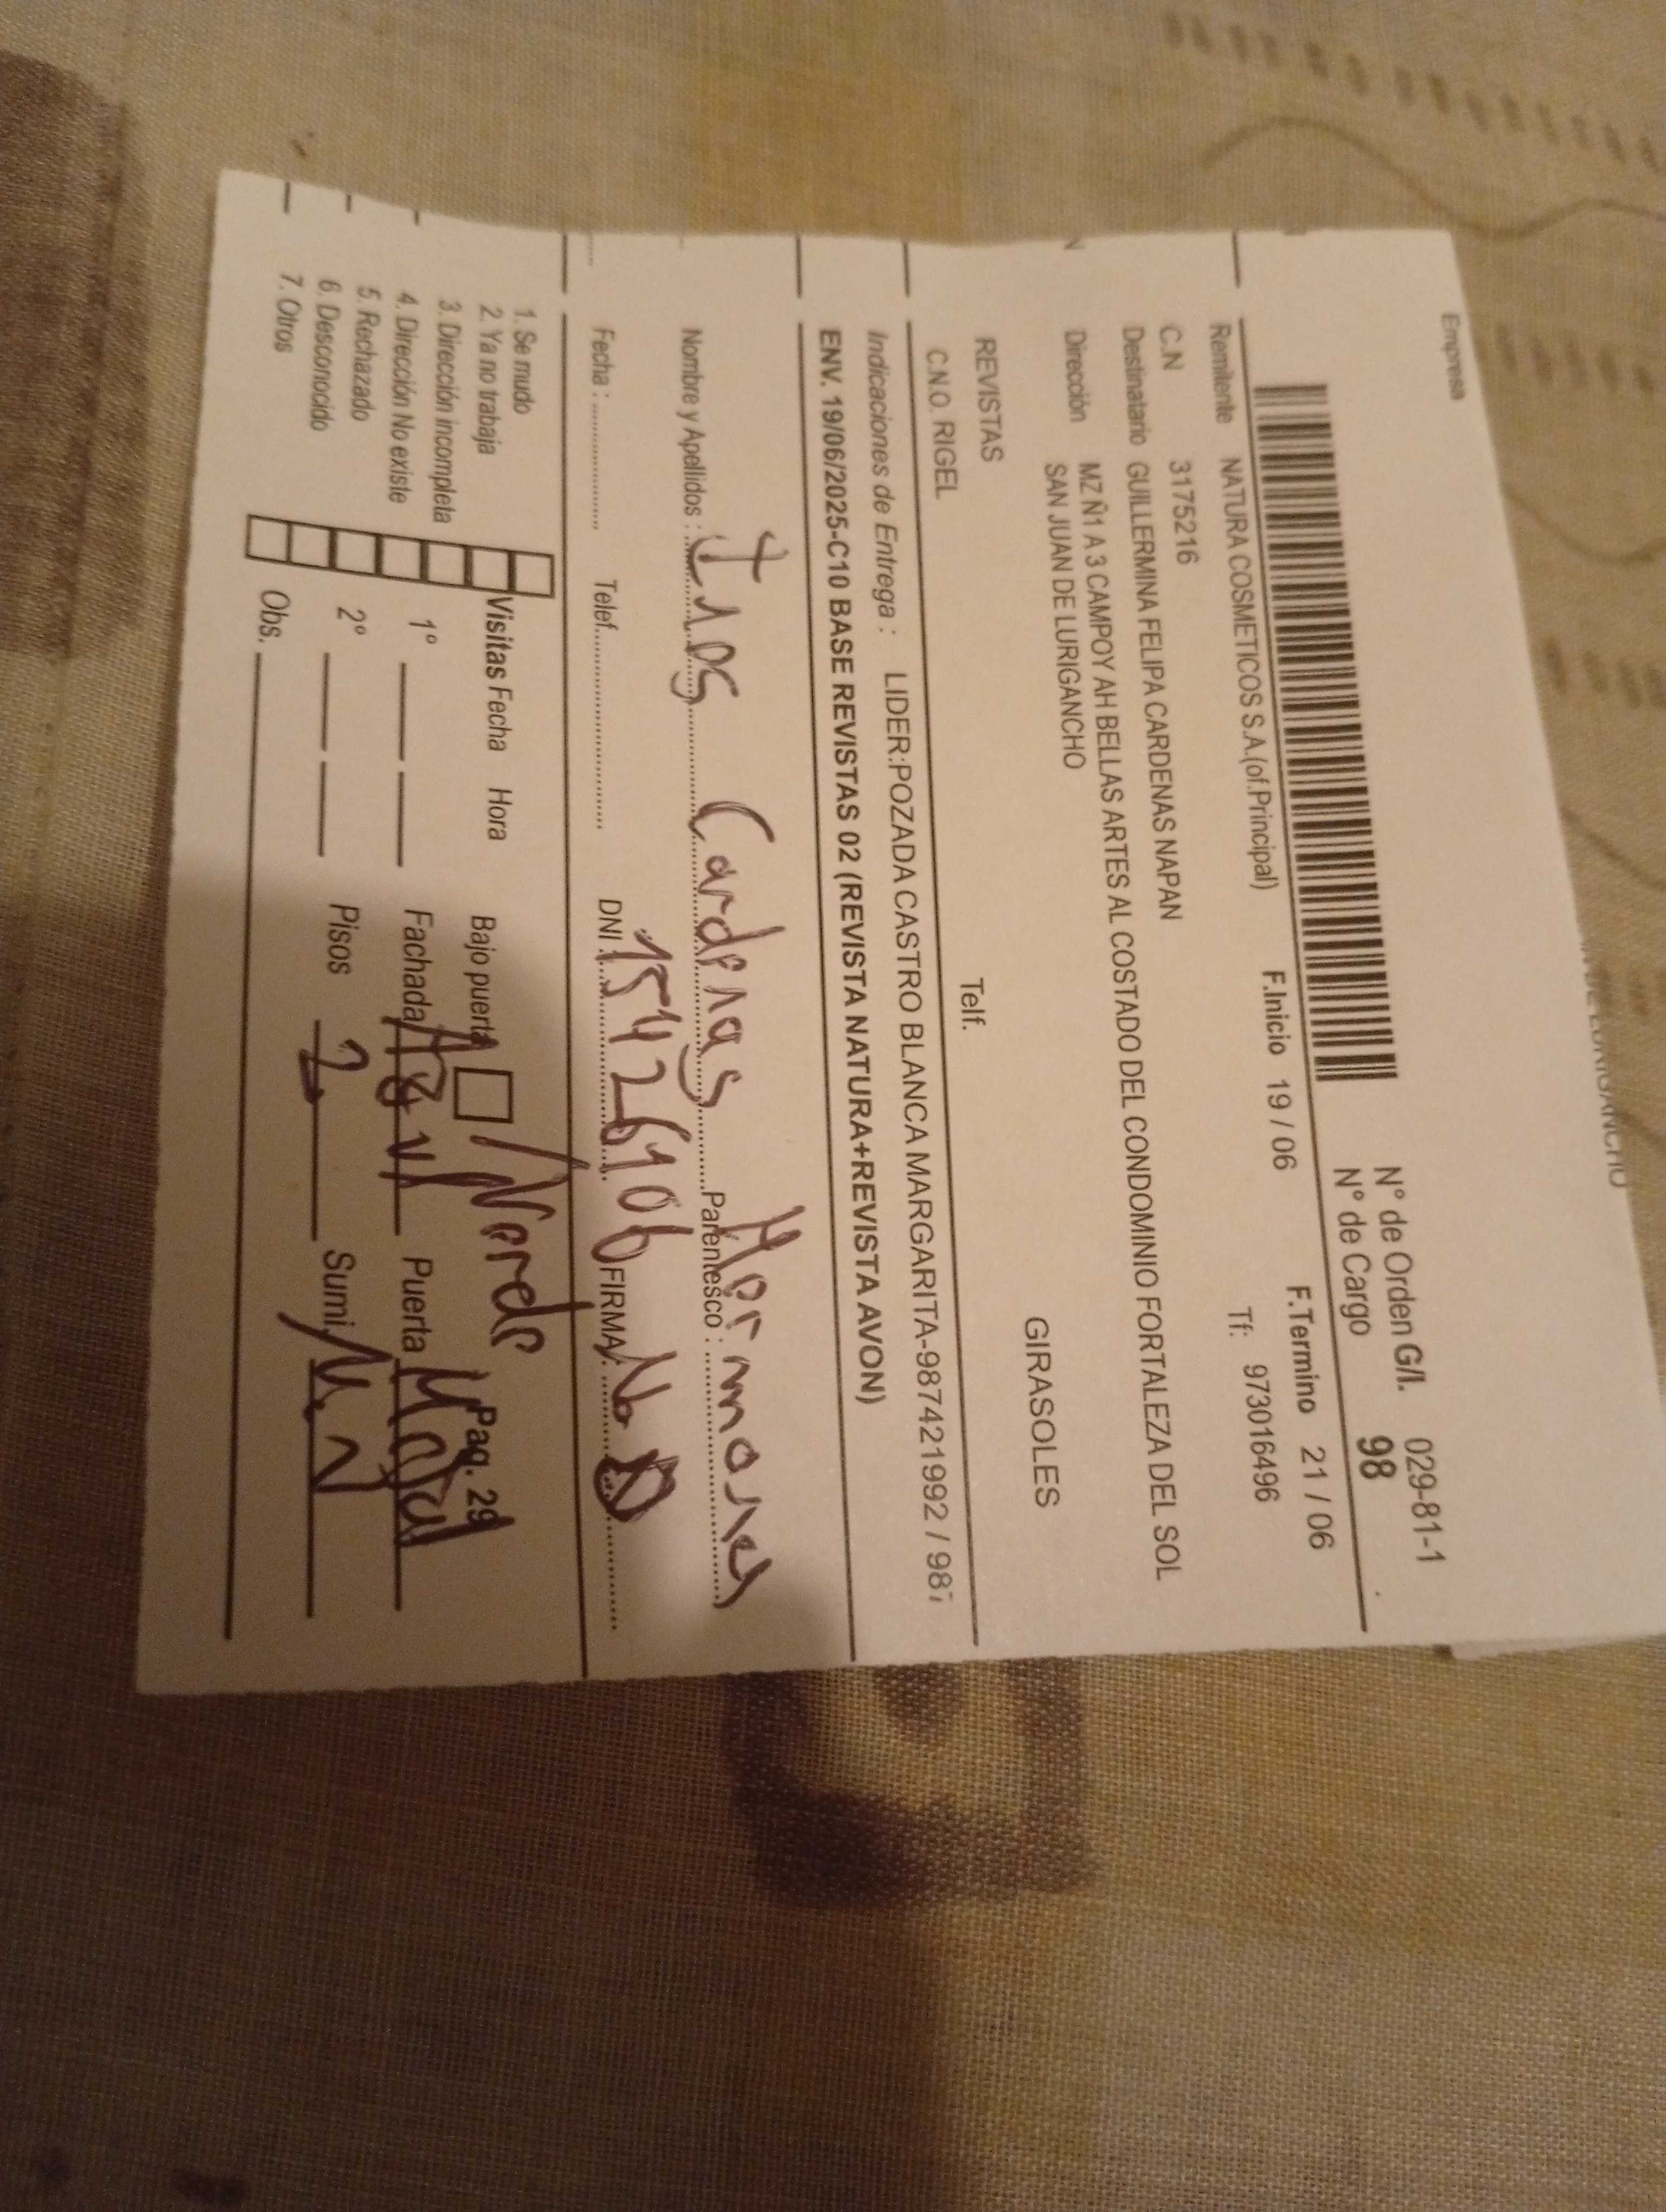 Empresa
N° de Orden G/I. 029-81-1
N° de Cargo 98
F.Inicio 19 / 06 F.Termino 21 / 06
Remitente NATURA COSMETICOS S.A.(of.Principal) Tf: 973016496
C.N 3175216
Destinatario GUILLERMINA FELIPA CARDENAS NAPAN
Dirección MZ Ñ1 A 3 CAMPOY AH BELLAS ARTES AL COSTADO DEL CONDOMINIO FORTALEZA DEL SOL
SAN JUAN DE LURIGANCHO
GIRASOLES
REVISTAS Telf.
C.N.O. RIGEL
Indicaciones de Entrega : LIDER:POZADA CASTRO BLANCA MARGARITA-987421992 / 987
ENV. 19/06/2025-C10 BASE REVISTAS 02 (REVISTA NATURA+REVISTA AVON)
Nombre y Apellidos : Cardenas Parentesco :
Fecha : Telef. DNI : FIRMA:
1. Se mudo
2. Ya no trabaja
3. Dirección incompleta
4. Dirección No existe
5. Rechazado
6. Desconocido
7. Otros
Visitas Fecha Hora
1°
2°
Obs.
Bajo puerta Pag. 29
Fachada Puerta
Pisos 2 Sumi.